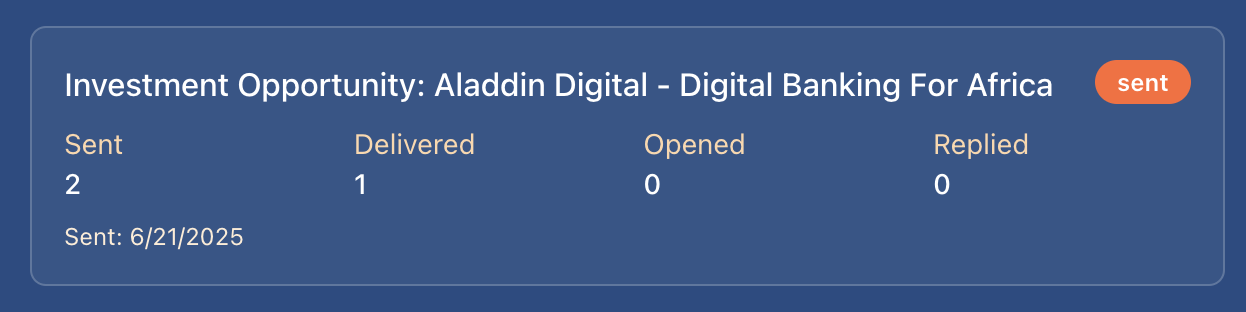 Investment Opportunity: Aladdin Digital - Digital Banking For Africa sent
Sent Delivered Opened Replied
2 1 0 0
Sent: 6/21/2025